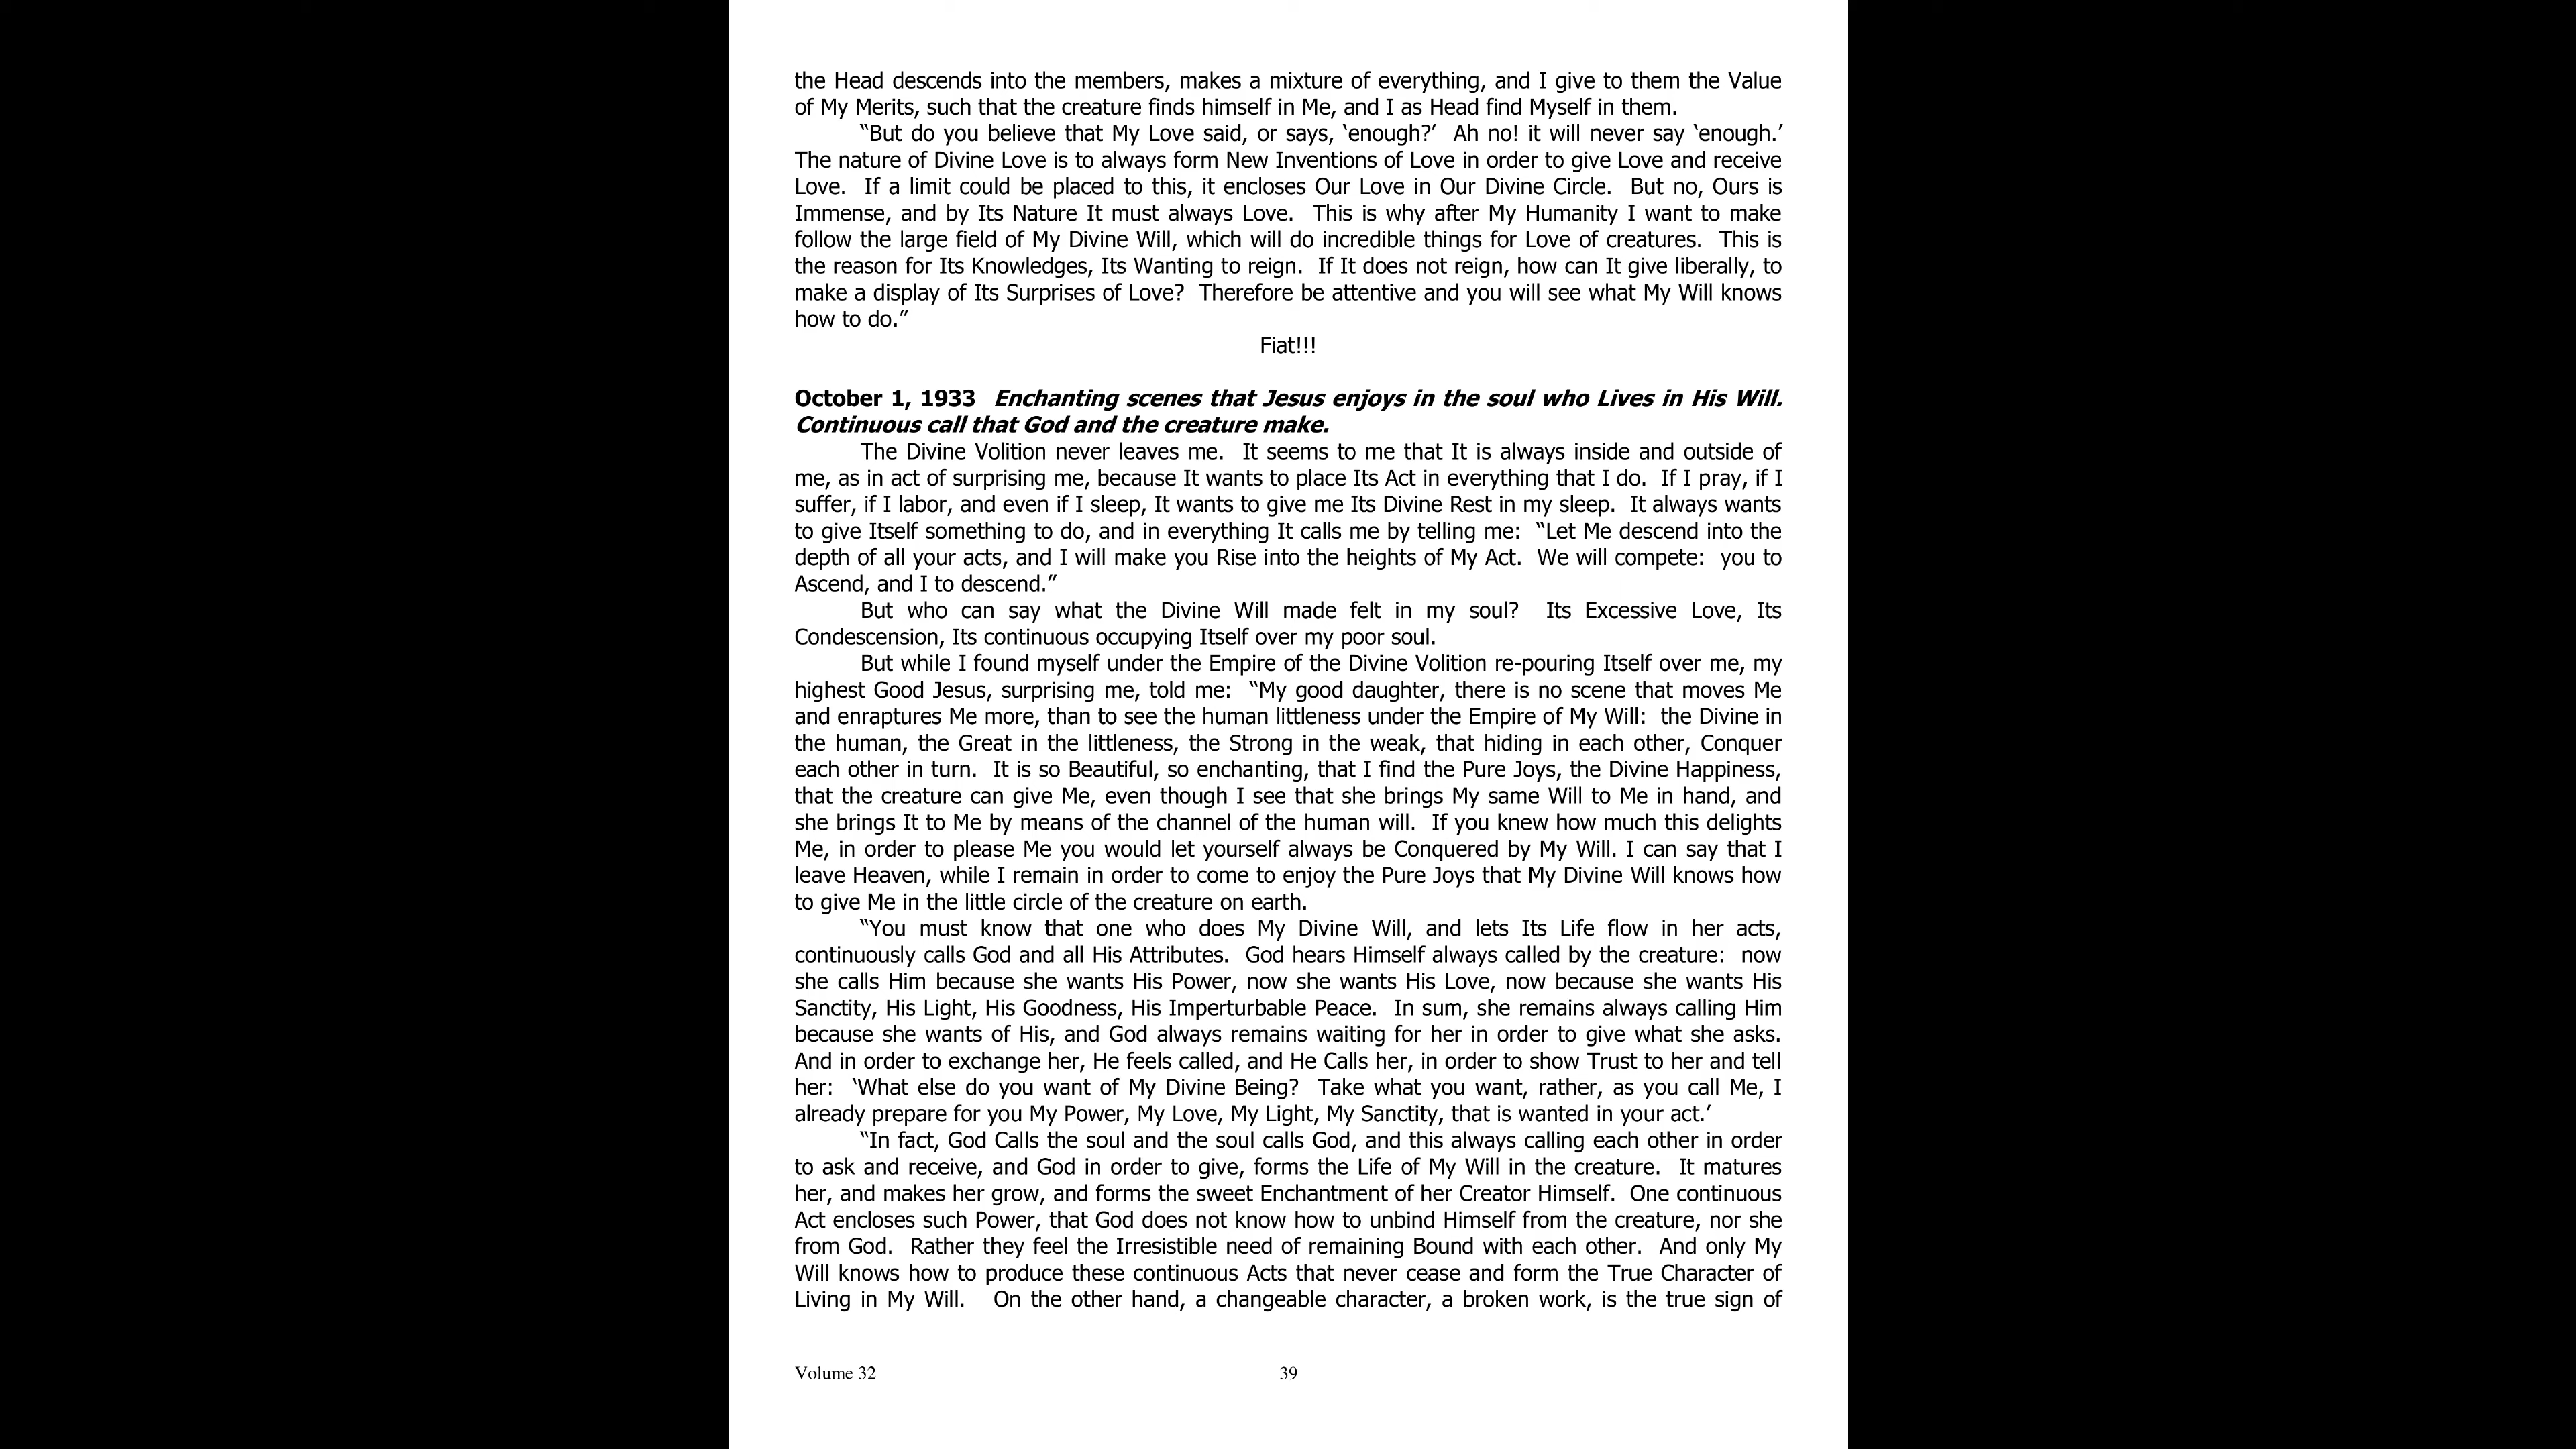 the Head descends into the members, makes a mixture of everything, and I give to them the Value
of My Merits, such that the creature finds himself in Me, and I as Head find Myself in them.
“But do you believe that My Love said, or says, ‘enough?’ Ah no! it will never say ‘enough.’
The nature of Divine Love is to always form New Inventions of Love in order to give Love and receive
Love. If a limit could be placed to this, it encloses Our Love in Our Divine Circle. But no, Ours is
Immense, and by Its Nature It must always Love. This is why after My Humanity I want to make
follow the large field of My Divine Will, which will do incredible things for Love of creatures. This is
the reason for Its Knowledges, Its Wanting to reign. If It does not reign, how can It give liberally, to
make a display of Its Surprises of Love? Therefore be attentive and you will see what My Will knows
how to do.”
Fiat!!!
October 1, 1933 Enchanting scenes that Jesus enjoys in the soul who Lives in His Will.
Continuous call that God and the creature make.
The Divine Volition never leaves me. It seems to me that It is always inside and outside of
me, as in act of surprising me, because It wants to place Its Act in everything that I do. If I pray, if I
suffer, if I labor, and even if I sleep, It wants to give me Its Divine Rest in my sleep. It always wants
to give Itself something to do, and in everything It calls me by telling me: “Let Me descend into the
depth of all your acts, and I will make you Rise into the heights of My Act. We will compete: you to
Ascend, and I to descend.”
But who can say what the Divine Will made felt in my soul? Its Excessive Love, Its
Condescension, Its continuous occupying Itself over my poor soul.
But while I found myself under the Empire of the Divine Volition re-pouring Itself over me, my
highest Good Jesus, surprising me, told me: “My good daughter, there is no scene that moves Me
and enraptures Me more, than to see the human littleness under the Empire of My Will: the Divine in
the human, the Great in the littleness, the Strong in the weak, that hiding in each other, Conquer
each other in turn. It is so Beautiful, so enchanting, that I find the Pure Joys, the Divine Happiness,
that the creature can give Me, even though I see that she brings My same Will to Me in hand, and
she brings It to Me by means of the channel of the human will. If you knew how much this delights
Me, in order to please Me you would let yourself always be Conquered by My Will. I can say that I
leave Heaven, while I remain in order to come to enjoy the Pure Joys that My Divine Will knows how
to give Me in the little circle of the creature on earth.
“You must know that one who does My Divine Will, and lets Its Life flow in her acts,
continuously calls God and all His Attributes. God hears Himself always called by the creature: now
she calls Him because she wants His Power, now she wants His Love, now because she wants His
Sanctity, His Light, His Goodness, His Imperturbable Peace. In sum, she remains always calling Him
because she wants of His, and God always remains waiting for her in order to give what she asks.
And in order to exchange her, He feels called, and He Calls her, in order to show Trust to her and tell
her: ‘What else do you want of My Divine Being? Take what you want, rather, as you call Me, I
already prepare for you My Power, My Love, My Light, My Sanctity, that is wanted in your act.’
“In fact, God Calls the soul and the soul calls God, and this always calling each other in order
to ask and receive, and God in order to give, forms the Life of My Will in the creature. It matures
her, and makes her grow, and forms the sweet Enchantment of her Creator Himself. One continuous
Act encloses such Power, that God does not know how to unbind Himself from the creature, nor she
from God. Rather they feel the Irresistible need of remaining Bound with each other. And only My
Will knows how to produce these continuous Acts that never cease and form the True Character of
Living in My Will. On the other hand, a changeable character, a broken work, is the true sign of
Volume 32 39